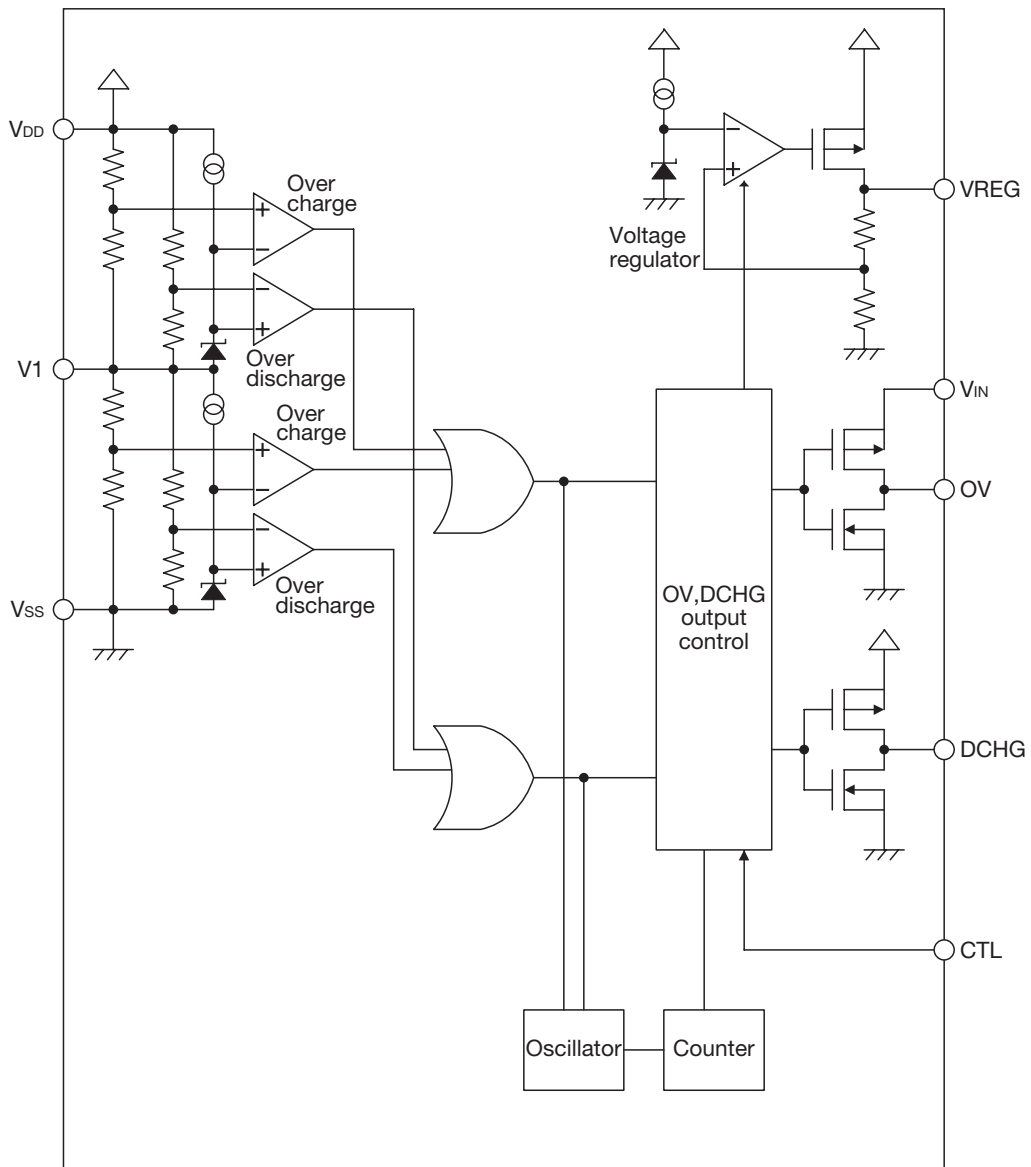 VDD
Over
charge
+
−
VREG
Voltage
regulator
−
+
−
+
V1
Over
discharge
Over
charge
VIN
+
−
OV
−
+
Over
discharge
VSS
OV,DCHG
output
control
DCHG
CTL
Oscillator
Counter